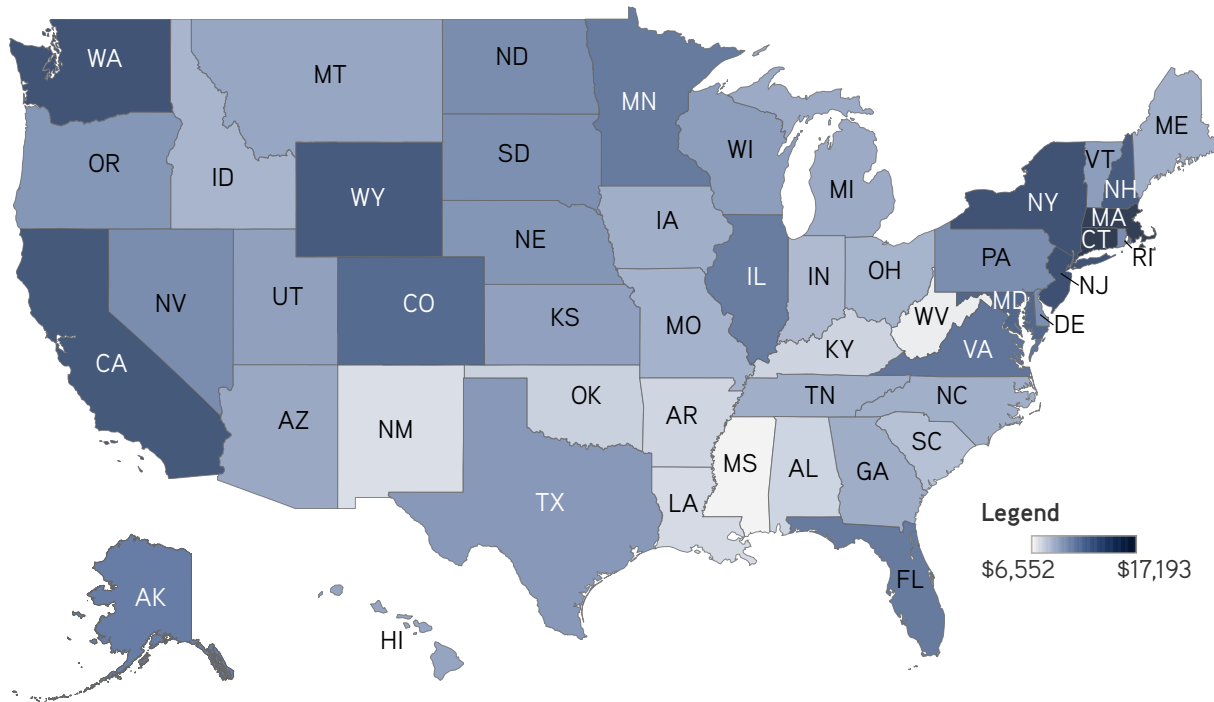 WA
MT
ND
MN
ME
OR
ID
SD
WI
VT
WY
MI
NH
NY
IA
MA
NE
CT
RI
PA
OH
IN
IL
NJ
NV
UT
CO
MD
KS
MO
WV
DE
CA
KY
VA
OK
TN
NC
AZ
NM
AR
SC
MS
AL
GA
TX
LA
Legend
$6,552 $17,193
FL
AK
HI